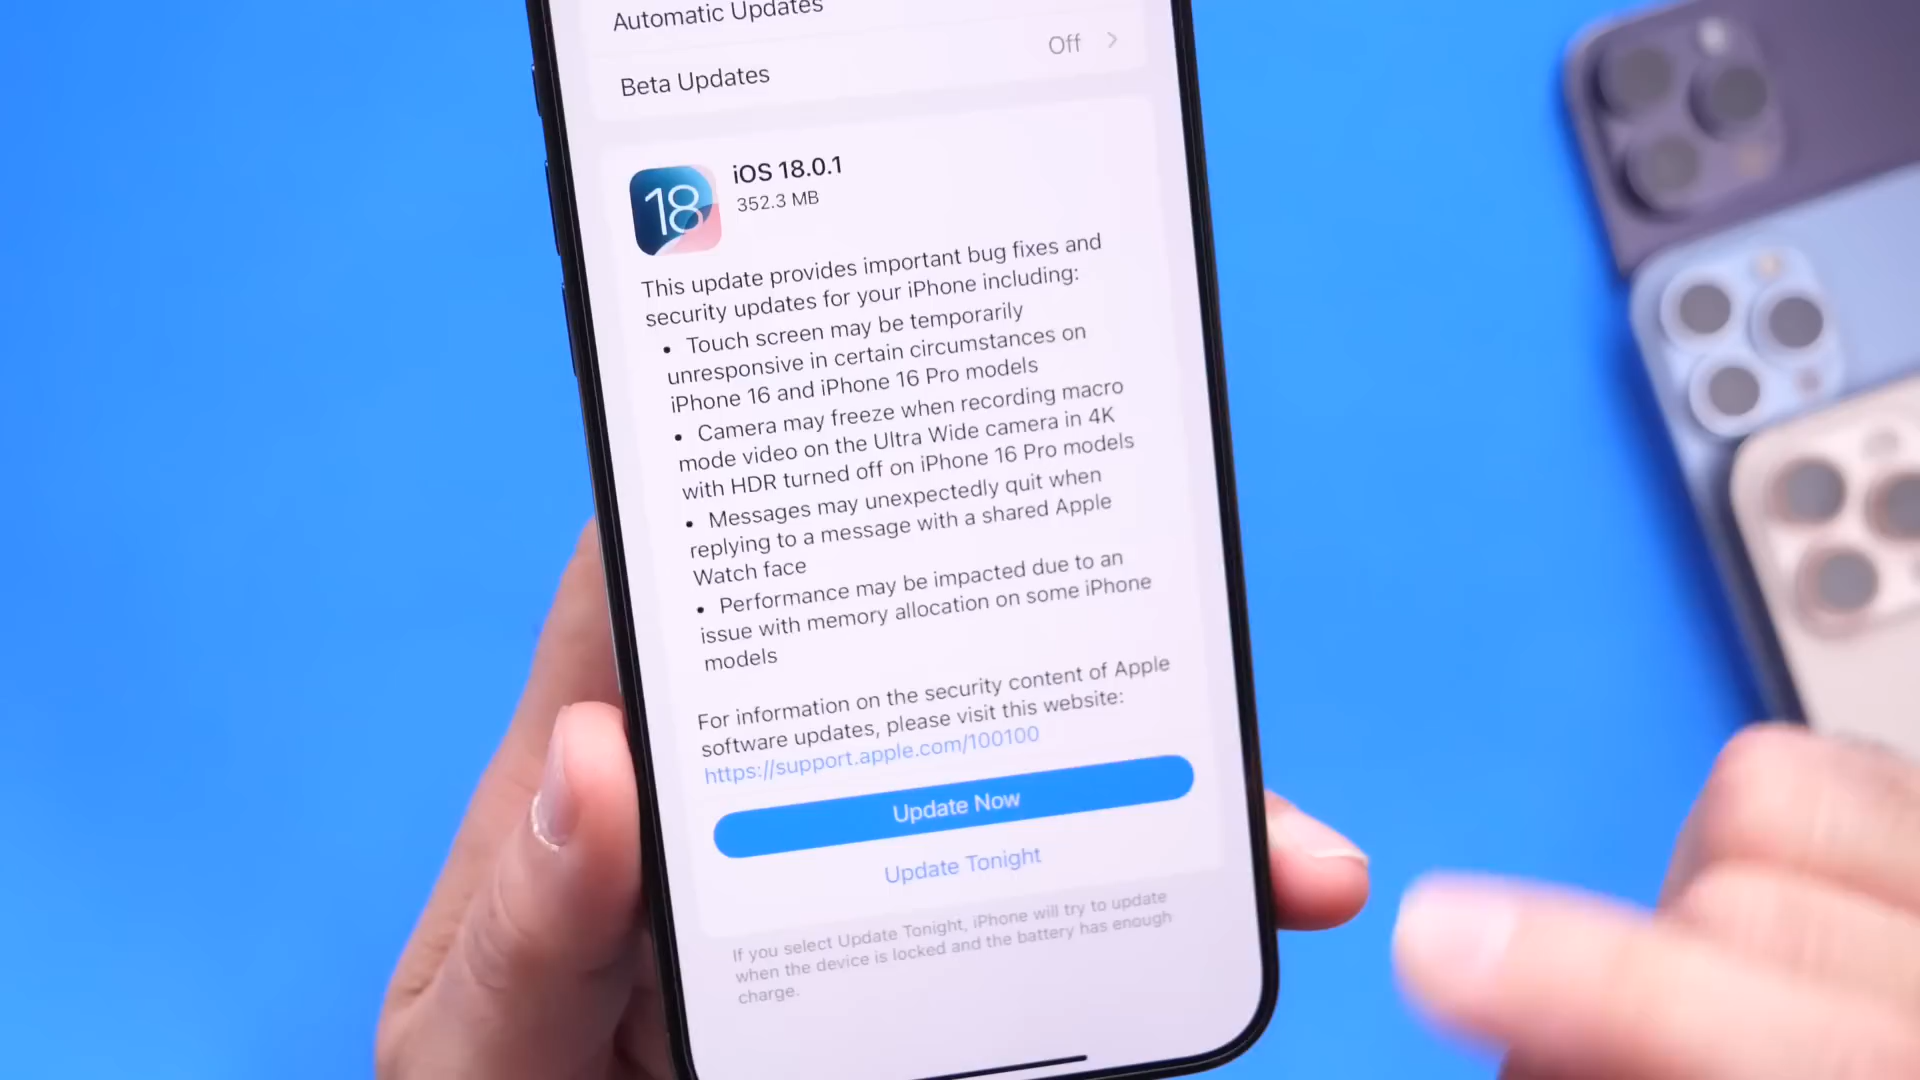 Automatic Updates
Beta Updates
Off
18
iOS 18.0.1
352.3 MB
This update provides important bug fixes and
security updates for your iPhone including:
• Touch screen may be temporarily
unresponsive in certain circumstances on
iPhone 16 and iPhone 16 Pro models
• Camera may freeze when recording macro
mode video on the Ultra Wide camera in 4K
with HDR turned off on iPhone 16 Pro models
• Messages may unexpectedly quit when
replying to a message with a shared Apple
Watch face
• Performance may be impacted due to an
issue with memory allocation on some iPhone
models
For information on the security content of Apple
software updates, please visit this website:
https://support.apple.com/100100
Update Now
Update Tonight
If you select Update Tonight, iPhone will try to update
when the device is locked and the battery has enough
charge.